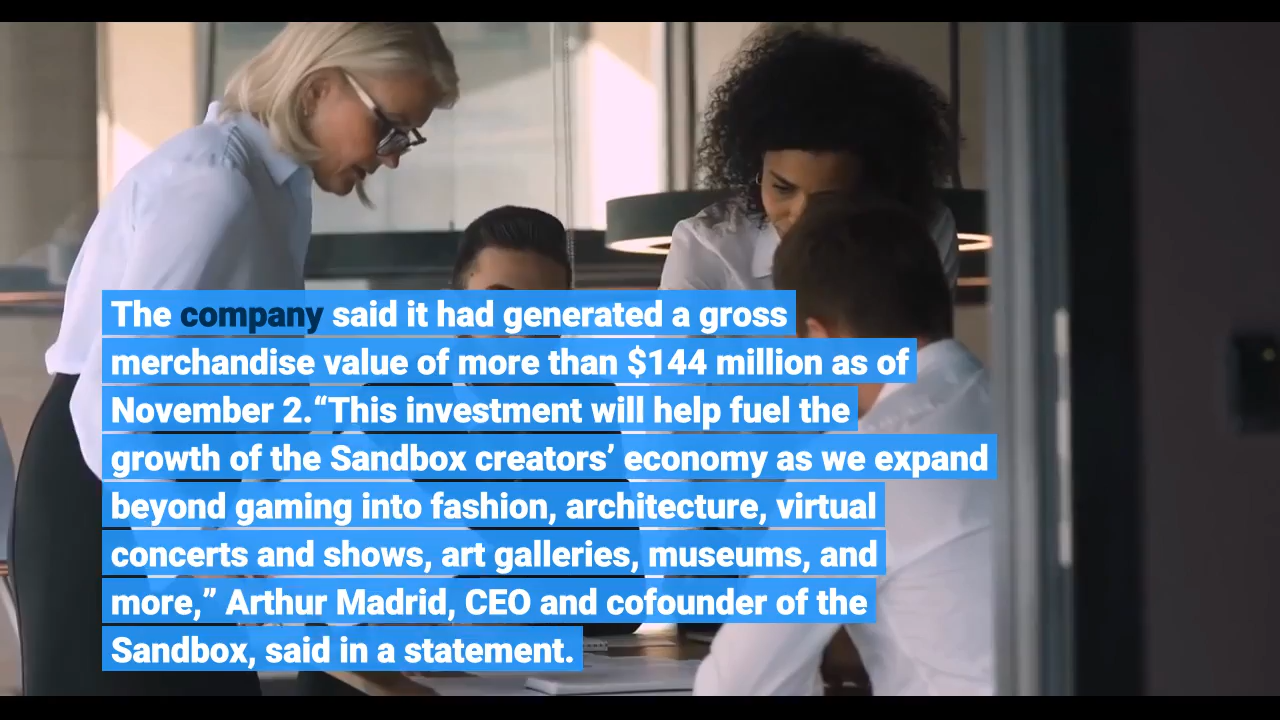 The company said it had generated a gross
merchandise value of more than $144 million as of
November 2.“This investment will help fuel the
growth of the Sandbox creators’ economy as we expand
beyond gaming into fashion, architecture, virtual
concerts and shows, art galleries, museums, and
more,” Arthur Madrid, CEO and cofounder of the
Sandbox, said in a statement.